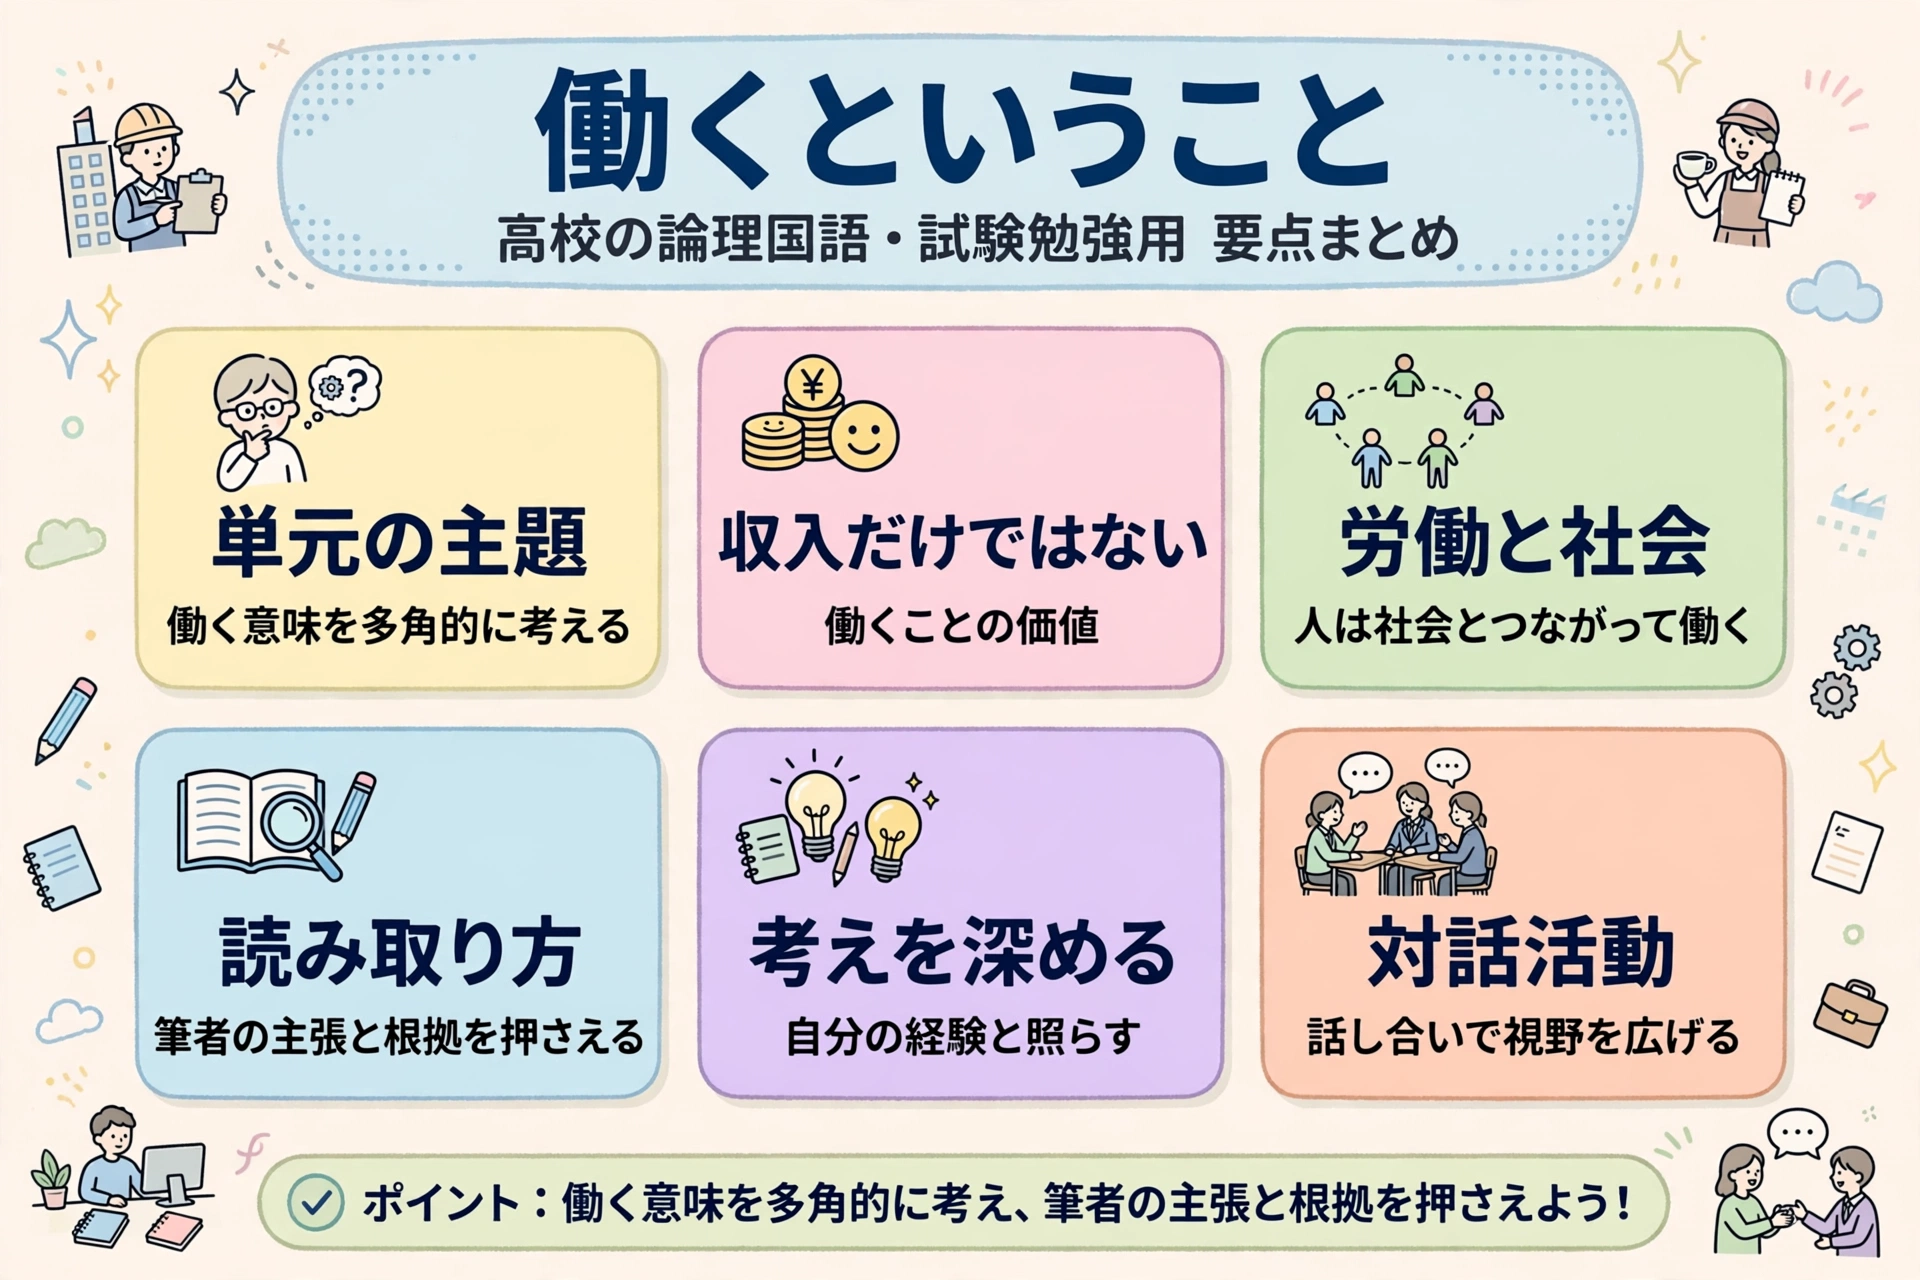 働くということ
高校の論理国語・試験勉強用 要点まとめ
単元の主題
働く意味を多角的に考える
¥
収入だけではない
働くことの価値
労働と社会
人は社会とつながって働く
読み取り方
筆者の主張と根拠を押さえる
考えを深める
自分の経験と照らす
対話活動
話し合いで視野を広げる
ポイント：働く意味を多角的に考え、筆者の主張と根拠を押さえよう！